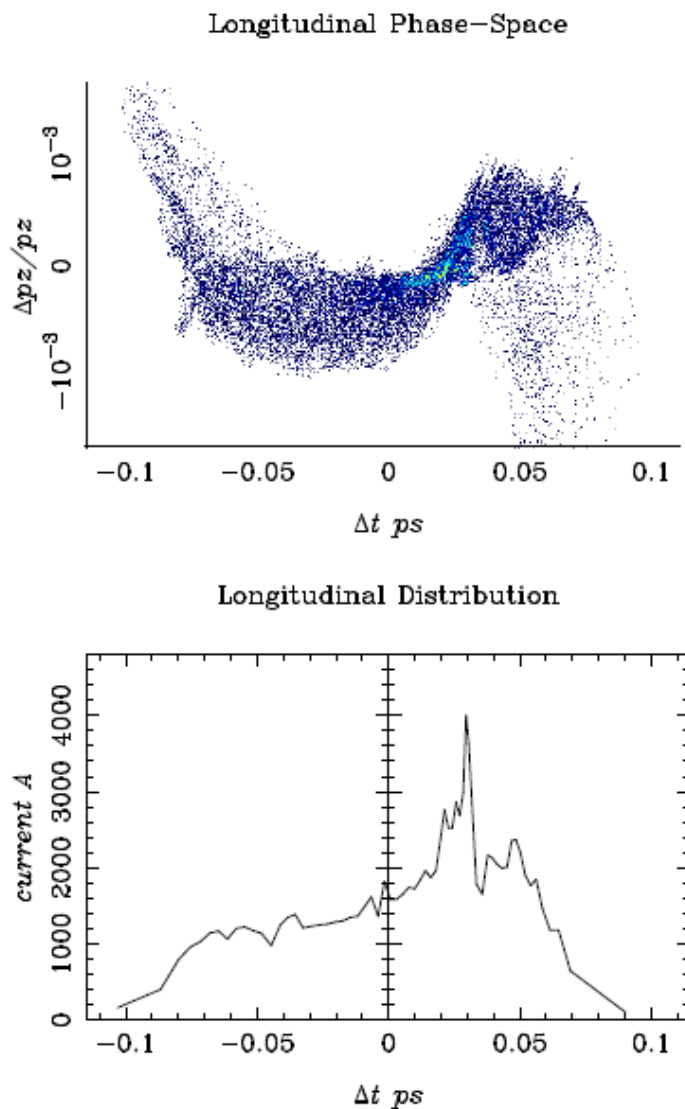 Longitudinal Phase-Space
Δpz/pz
10⁻³
0
−10⁻³
−0.1 −0.05 0 0.05 0.1
Δt ps
Longitudinal Distribution
current A
4000
3000
2000
1000
0
−0.1 −0.05 0 0.05 0.1
Δt ps